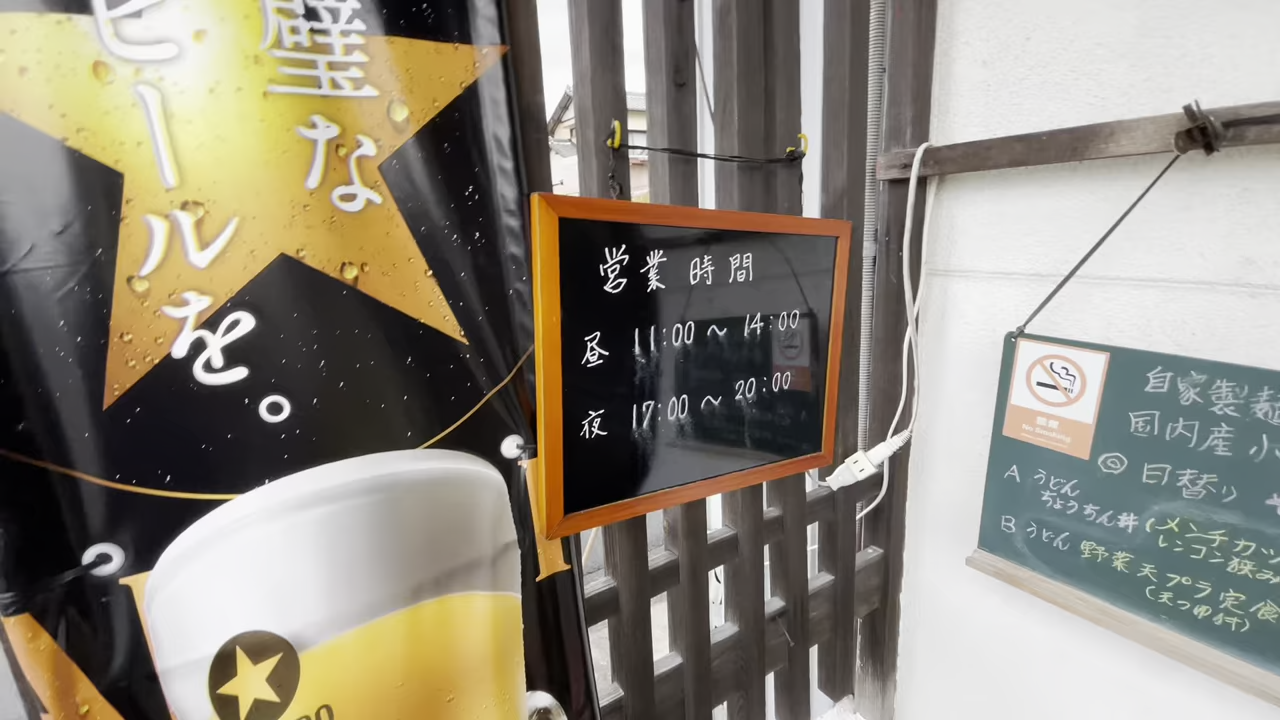 璧な
ビールを。
営業時間
昼 11:00 ～ 14:00
夜 17:00 ～ 20:00
禁煙
No Smoking
自家製麺
国内産小
◎日替り
A うどん
ちょうちん丼(メンチカツ
レンコン挟み
B うどん 野菜天プラ定食
(天つゆ付)